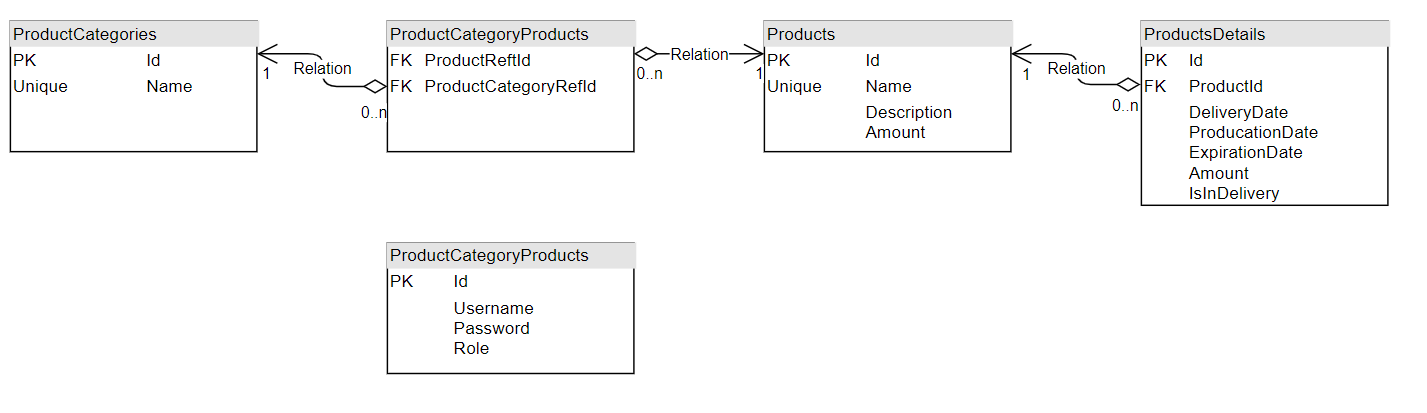 ProductCategories
PK Id
Unique Name
1
Relation
0..n
ProductCategoryProducts
FK ProductReftId
FK ProductCategoryRefId
0..n
Relation
1
Products
PK Id
Unique Name
Description
Amount
1
Relation
0..n
ProductsDetails
PK Id
FK ProductId
DeliveryDate
ProducationDate
ExpirationDate
Amount
IsInDelivery
ProductCategoryProducts
PK Id
Username
Password
Role